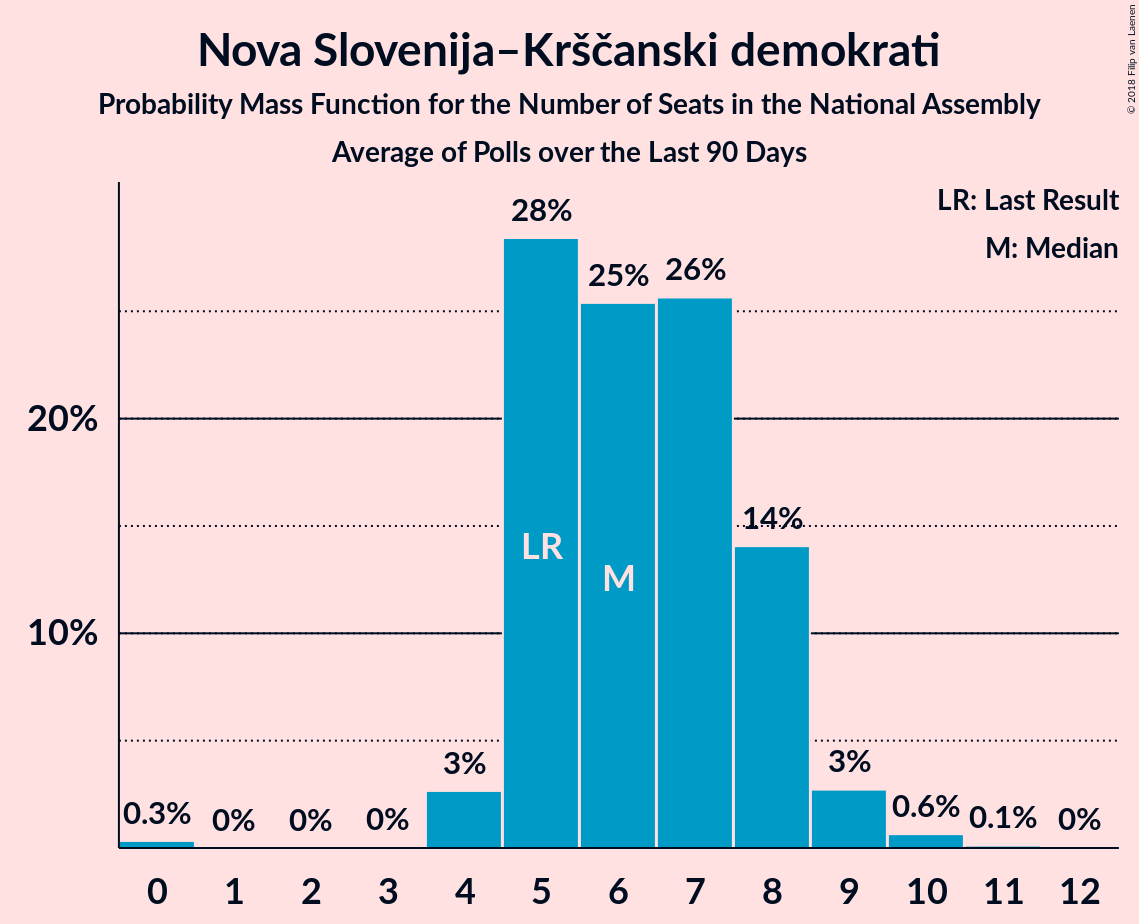 Nova Slovenija–Krščanski demokrati
Probability Mass Function for the Number of Seats in the National Assembly
Average of Polls over the Last 90 Days
© 2018 Filip van Laenen
LR: Last Result
M: Median
28%
25%
26%
20%
14%
LR
M
10%
3%
3%
0.3%
0%
0%
0%
0.6%
0.1%
0%
0 1 2 3 4 5 6 7 8 9 10 11 12